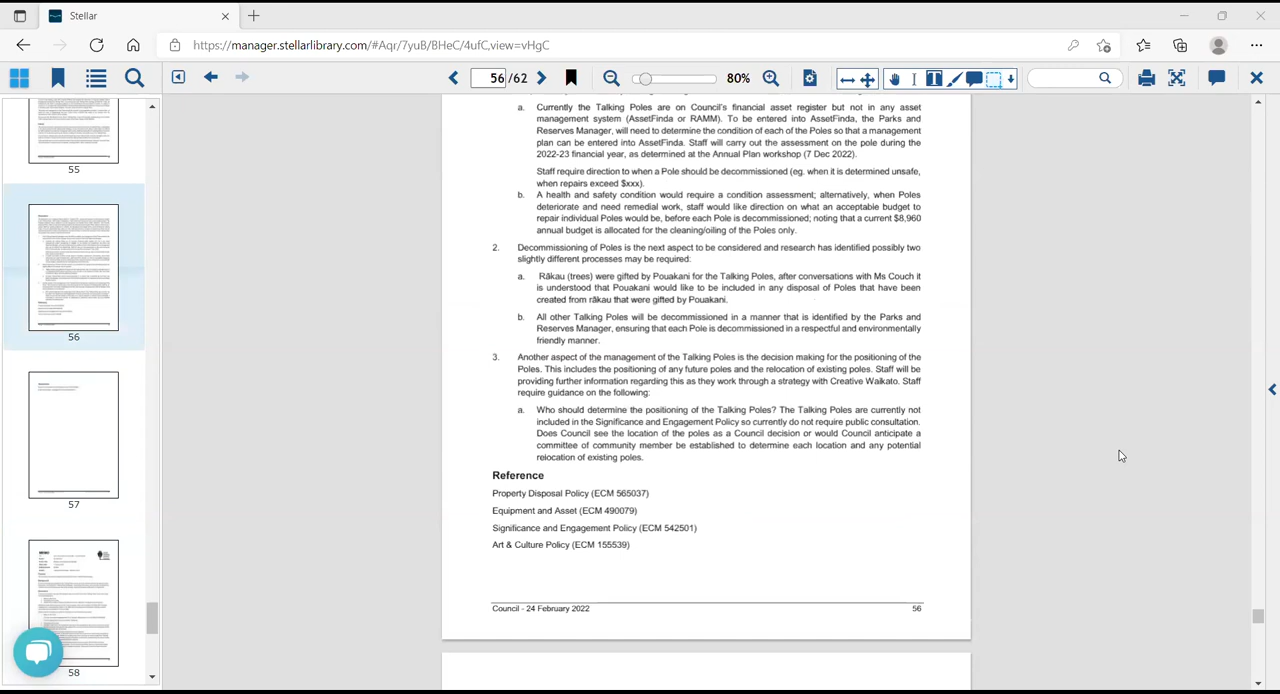 Stellar
https://manager.stellarlibrary.com/#Aqr/7yuB/BHeC/4ufC,view=vHgC
56 /62
80%
55
56
57
58
a. Currently the Talking Poles are on Council's financial asset register but not in any asset
management system (AssetFinda or RAMM). To be entered into AssetFinda, the Parks and
Reserves Manager, will need to determine the condition of each of the Poles so that a management
plan can be entered into AssetFinda. Staff will carry out the assessment on the pole during the
2022-23 financial year, as determined at the Annual Plan workshop (7 Dec 2022).
Staff require direction to when a Pole should be decommissioned (eg. when it is determined unsafe,
when repairs exceed $xxx).
b. A health and safety condition would require a condition assessment; alternatively, when Poles
deteriorate and need remedial work, staff would like direction on what an acceptable budget to
repair individual Poles would be, before each Pole is decommissioned; noting that a current $8,960
annual budget is allocated for the cleaning/oiling of the Poles only.
2. Decommissioning of Poles is the next aspect to be considered and research has identified possibly two
slightly different processes may be required:
a. Rākau (trees) were gifted by Pouakani for the Talking Poles, after conversations with Ms Couch it
is understood that Pouakani would like to be included in any disposal of Poles that have been
created from rākau that were gifted by Pouakani.
b. All other Talking Poles will be decommissioned in a manner that is identified by the Parks and
Reserves Manager, ensuring that each Pole is decommissioned in a respectful and environmentally
friendly manner.
3. Another aspect of the management of the Talking Poles is the decision making for the positioning of the
Poles. This includes the positioning of any future poles and the relocation of existing poles. Staff will be
providing further information regarding this as they work through a strategy with Creative Waikato. Staff
require guidance on the following:
a. Who should determine the positioning of the Talking Poles? The Talking Poles are currently not
included in the Significance and Engagement Policy so currently do not require public consultation.
Does Council see the location of the poles as a Council decision or would Council anticipate a
committee of community member be established to determine each location and any potential
relocation of existing poles.
Reference
Property Disposal Policy (ECM 565037)
Equipment and Asset (ECM 490079)
Significance and Engagement Policy (ECM 542501)
Art & Culture Policy (ECM 155539)
Council - 24 February 2022 56